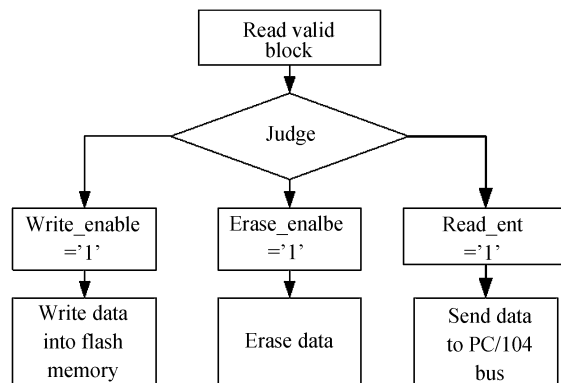 Read valid
block
Judge
Write_enable
='1'
Erase_enalbe
='1'
Read_ent
='1'
Write data
into flash
memory
Erase data
Send data
to PC/104
bus